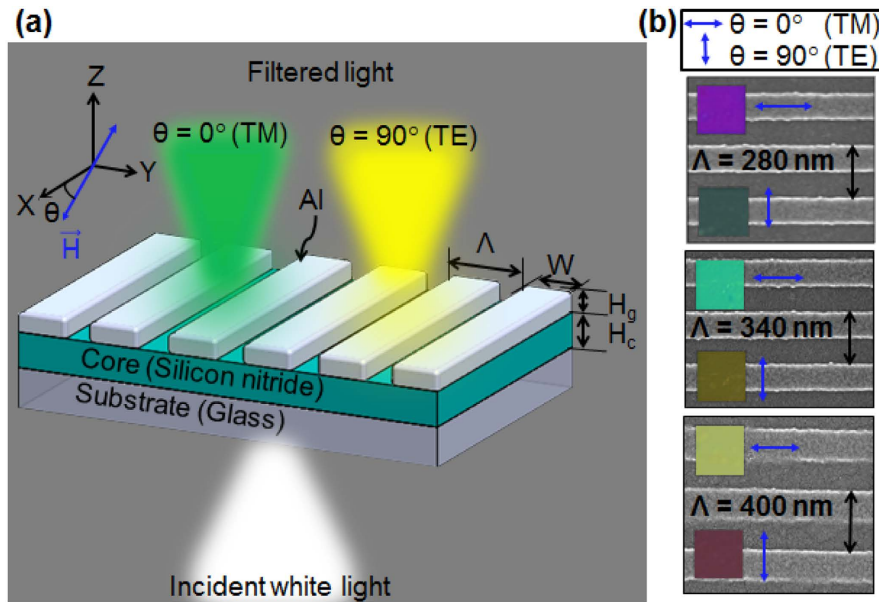 (a)
Filtered light
Z
Y
X
θ
H
θ = 0° (TM)
θ = 90° (TE)
Al
Λ
W
Hg
Hc
Core (Silicon nitride)
Substrate (Glass)
Incident white light
(b)
θ = 0° (TM)
θ = 90° (TE)
Λ = 280 nm
Λ = 340 nm
Λ = 400 nm